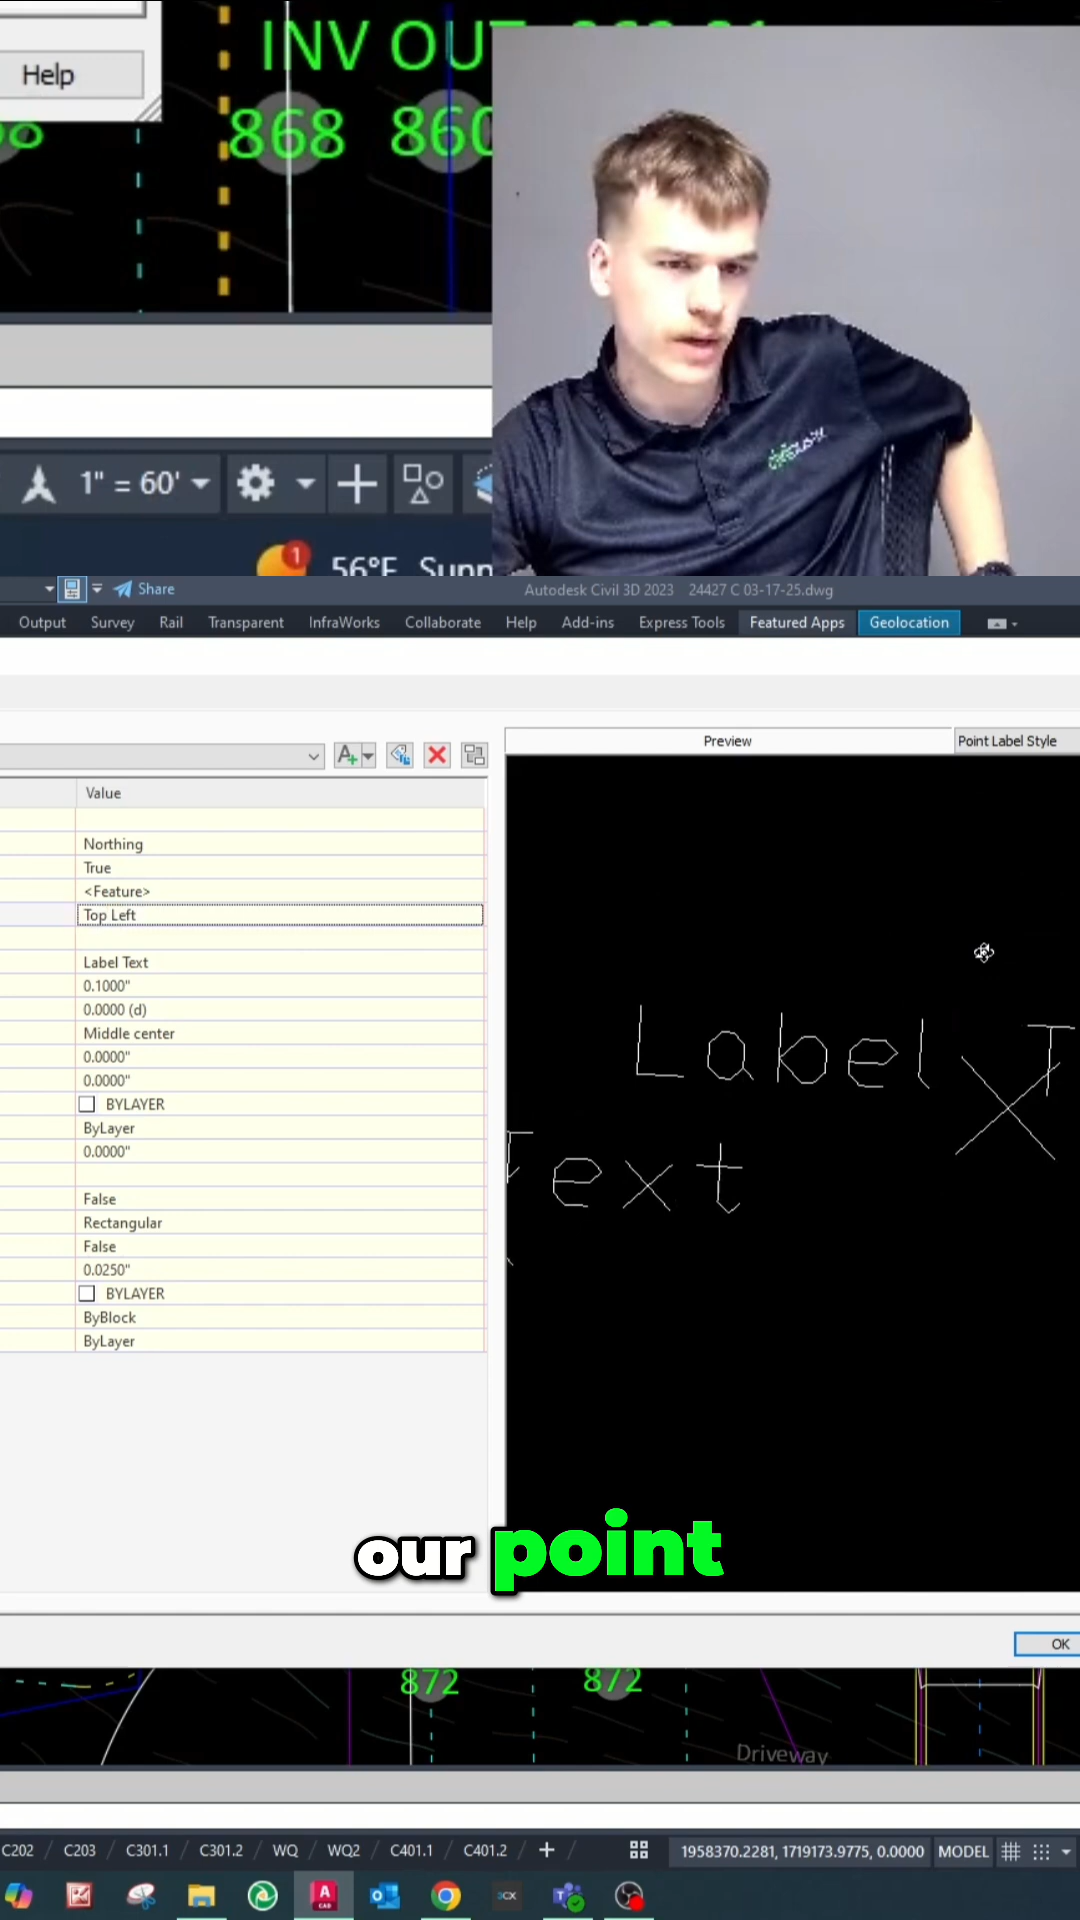 Help
INV OU
868 860
1" = 60'
1
56°F Sunn
Share
Autodesk Civil 3D 2023 24427 C 03-17-25.dwg
Output Survey Rail Transparent InfraWorks Collaborate Help Add-ins Express Tools Featured Apps Geolocation
Preview Point Label Style
Value
Northing
True
<Feature>
Top Left
Label Text
0.1000"
0.0000 (d)
Middle center
0.0000"
0.0000"
BYLAYER
ByLayer
0.0000"
False
Rectangular
False
0.0250"
BYLAYER
ByBlock
ByLayer
Label T
Text
our point
OK
872 872
Driveway
C202 C203 C301.1 C301.2 WQ WQ2 C401.1 C401.2 + 1958370.2281, 1719173.9775, 0.0000 MODEL
A CAD 3CX